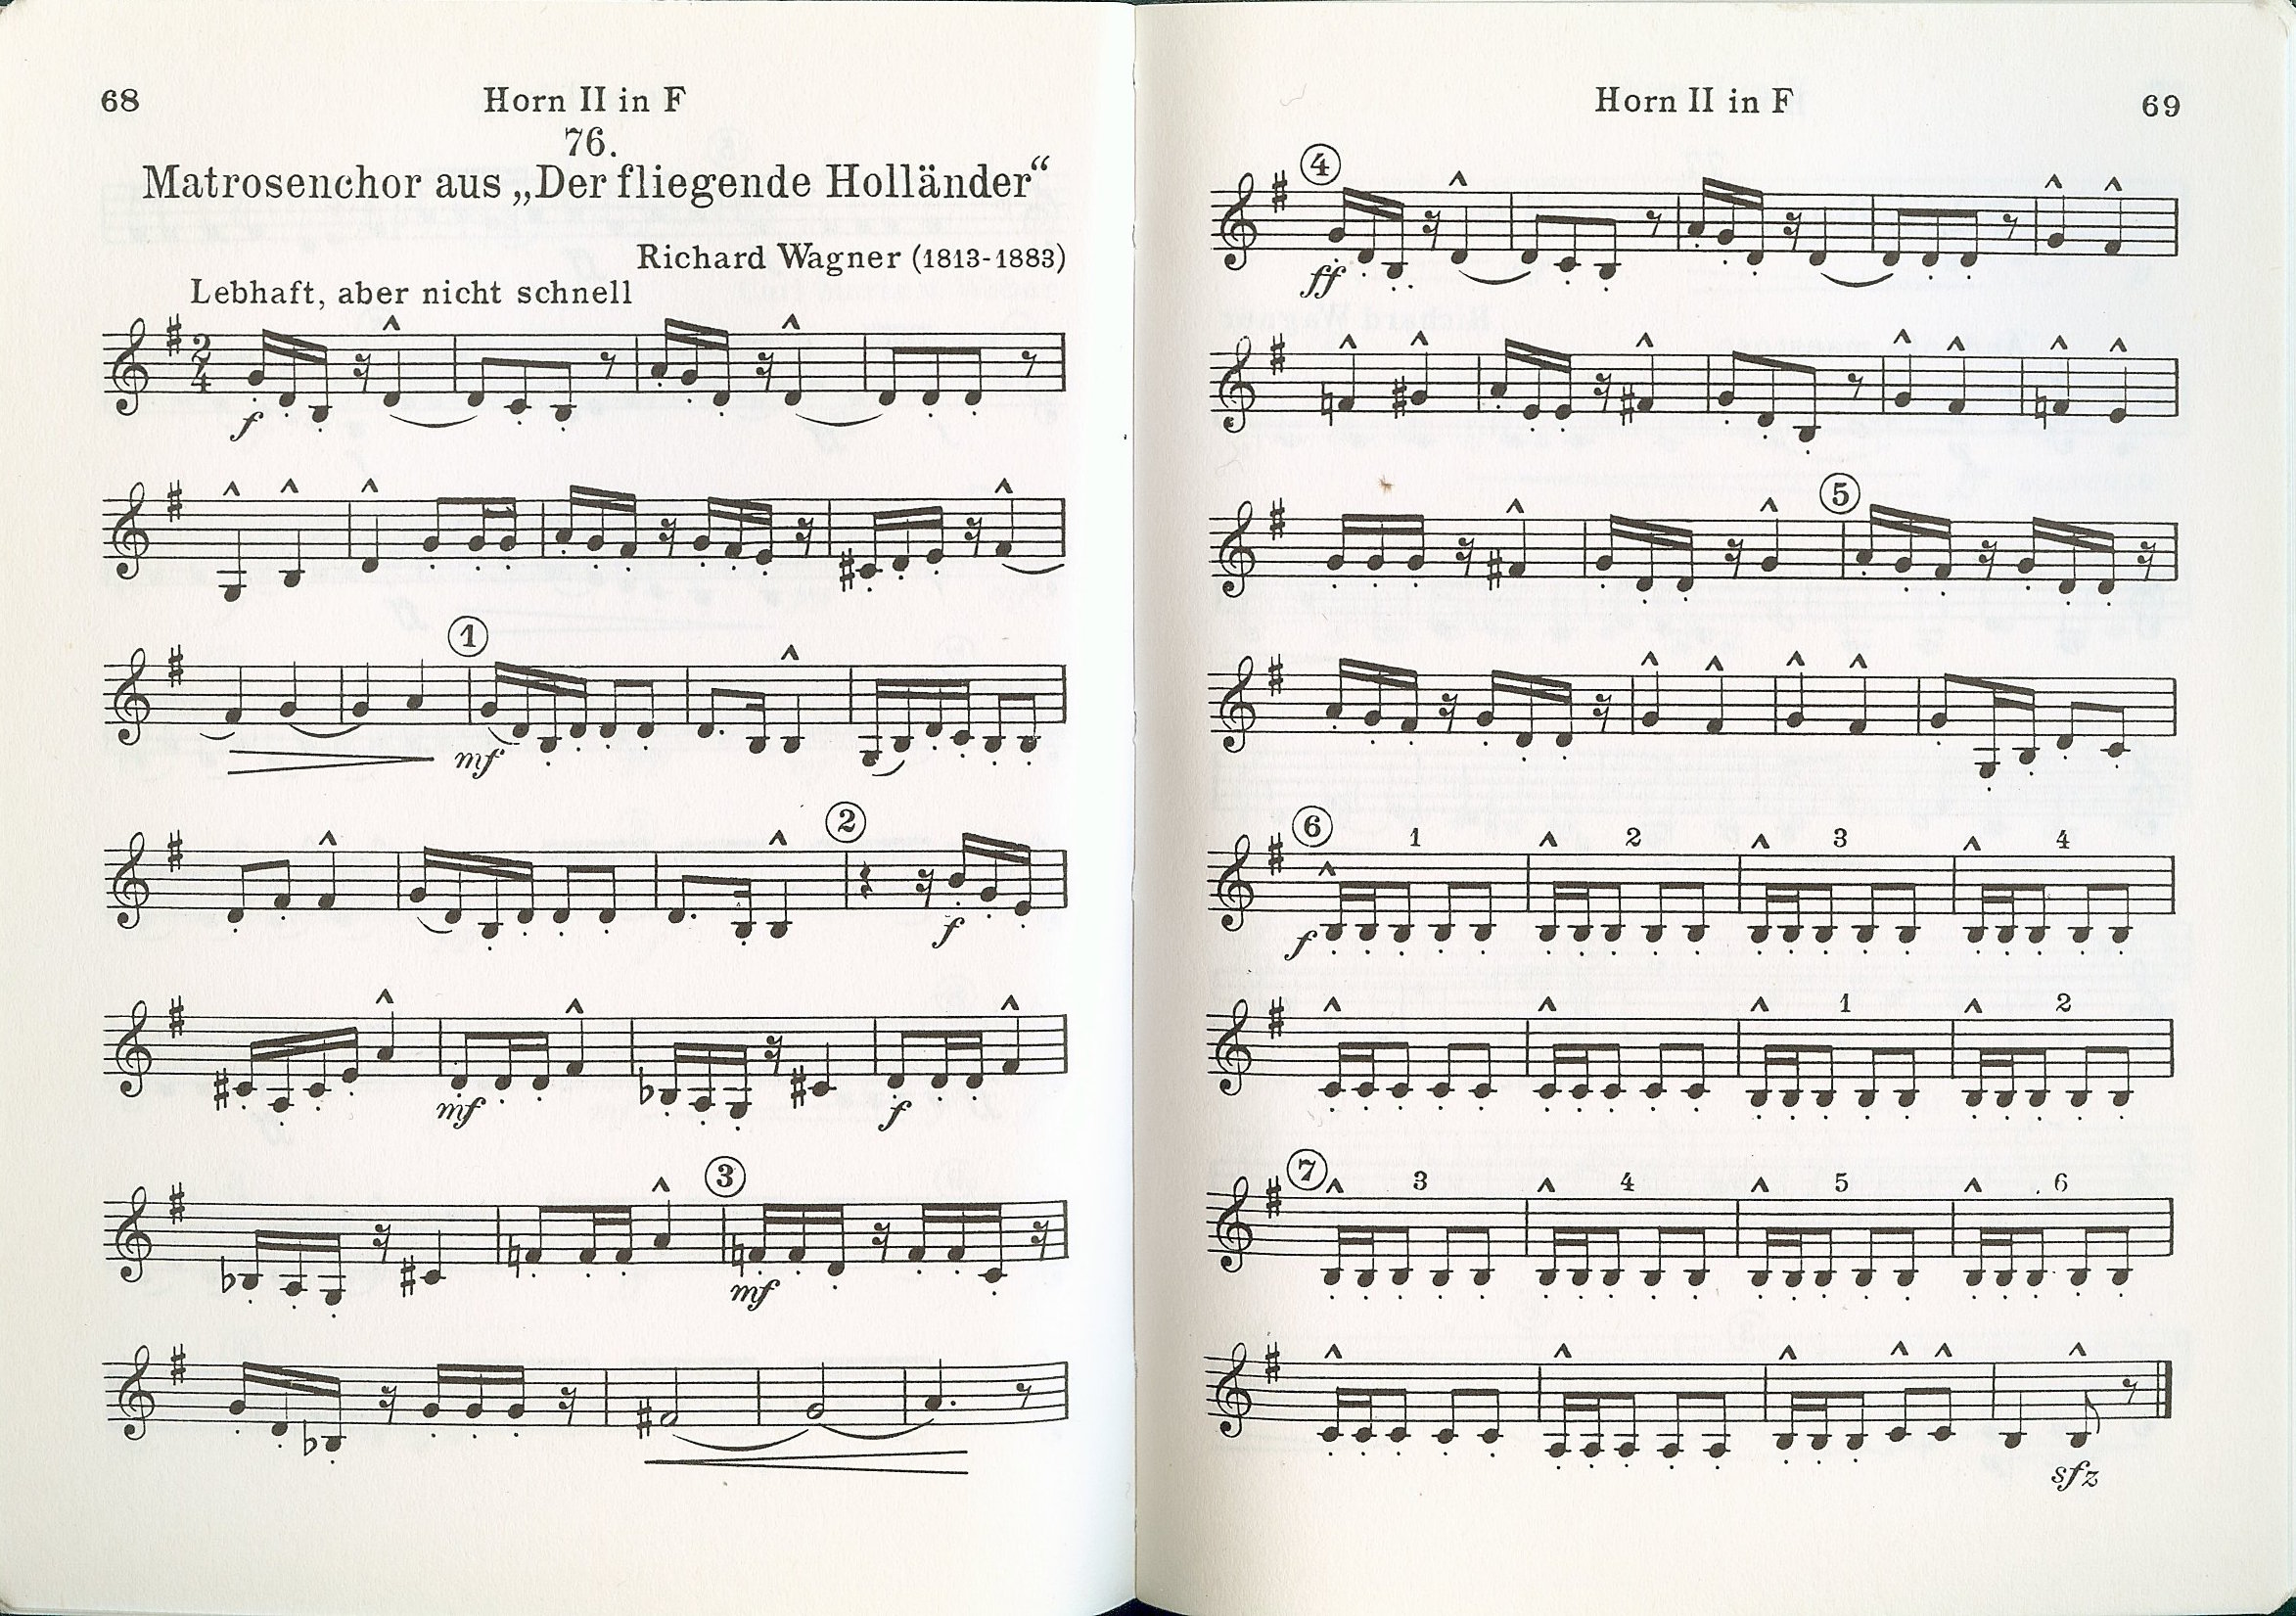 68
Horn II in F
76.
Matrosenchor aus „Der fliegende Holländer“
Richard Wagner (1813-1883)
Lebhaft, aber nicht schnell
2
4
f
1
mf
2
f
mf
f
3
mf
Horn II in F
69
4
ff
5
6
1 2 3 4
f
1 2
7
3 4 5 6
sfz